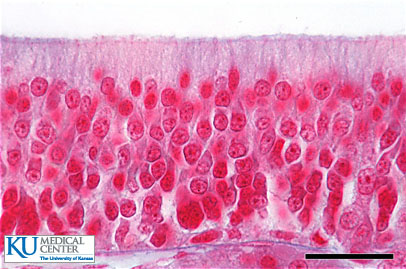 KU MEDICAL
CENTER
The University of Kansas